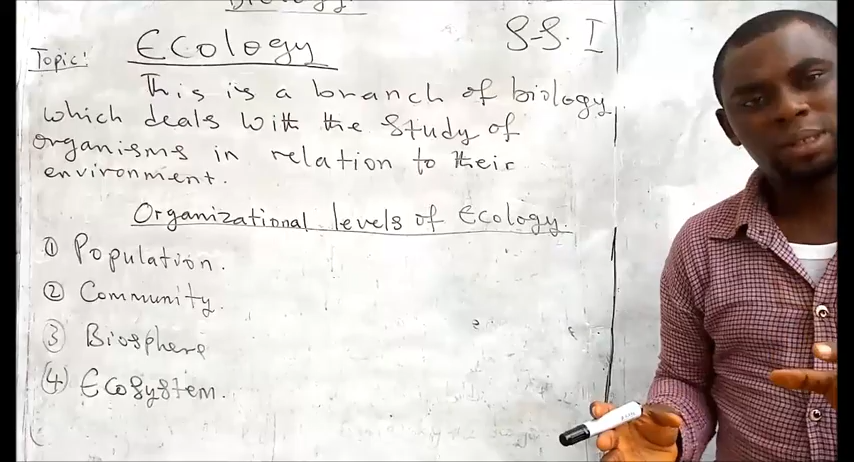 Biology
S.S. I
Topic: Ecology
This is a branch of biology
which deals with the study of
organisms in relation to their
environment.
Organizational levels of Ecology.
① Population.
② Community.
③ Biosphere
④ Ecosystem.